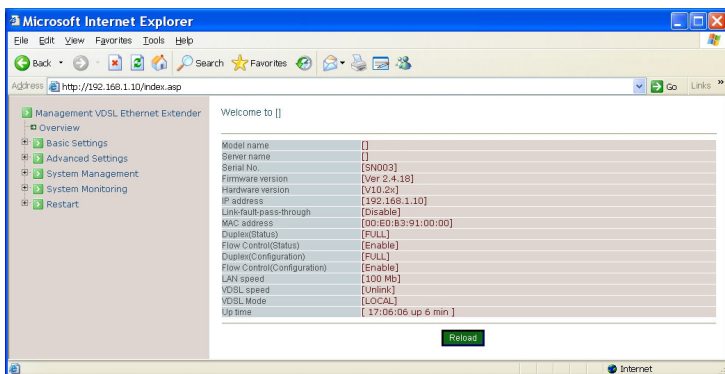 Microsoft Internet Explorer
File Edit View Favorites Tools Help
Back Search Favorites
Address http://192.168.1.10/index.asp Go Links »
Management VDSL Ethernet Extender
Overview
Basic Settings
Advanced Settings
System Management
System Monitoring
Restart
Welcome to []
Model name []
Server name []
Serial No. [SN003]
Firmware version [Ver 2.4.18]
Hardware version [V10.2x]
IP address [192.168.1.10]
Link-fault-pass-through [Disable]
MAC address [00:E0:B3:91:00:00]
Duplex(Status) [FULL]
Flow Control(Status) [Enable]
Duplex(Configuration) [FULL]
Flow Control(Configuration) [Enable]
LAN speed [100 Mb]
VDSL speed [Unlink]
VDSL Mode [LOCAL]
Up time [ 17:06:06 up 6 min ]
Reload
Internet